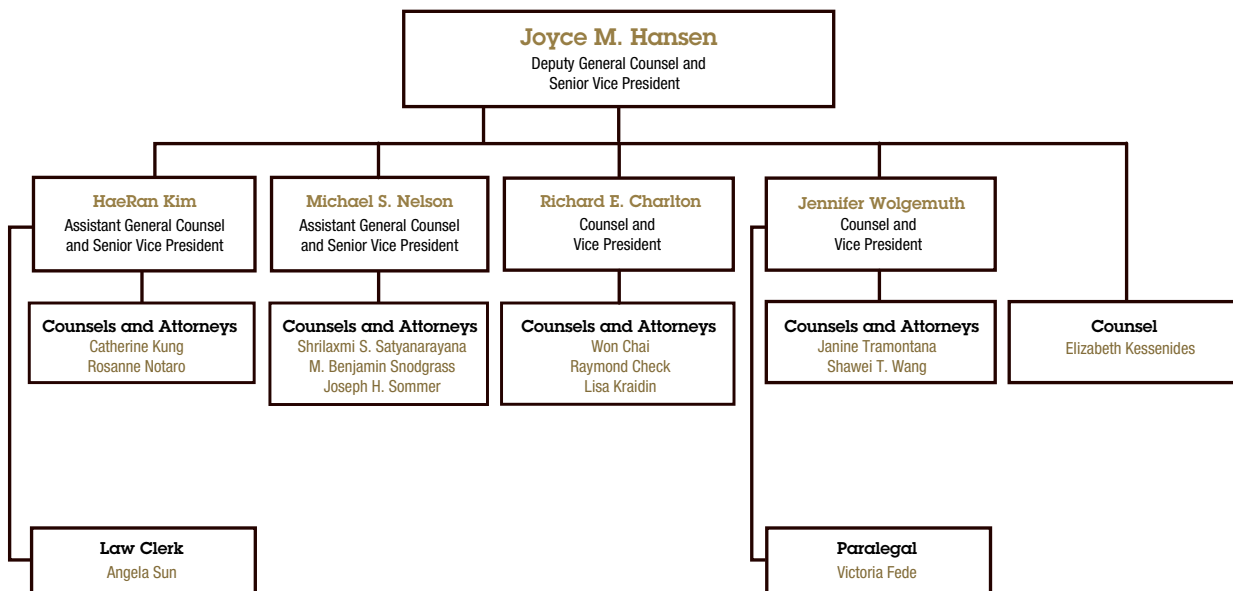 Joyce M. Hansen
Deputy General Counsel and
Senior Vice President
HaeRan Kim
Assistant General Counsel
and Senior Vice President
Michael S. Nelson
Assistant General Counsel
and Senior Vice President
Richard E. Charlton
Counsel and
Vice President
Jennifer Wolgemuth
Counsel and
Vice President
Counsels and Attorneys
Catherine Kung
Rosanne Notaro
Counsels and Attorneys
Shrilaxmi S. Satyanarayana
M. Benjamin Snodgrass
Joseph H. Sommer
Counsels and Attorneys
Won Chai
Raymond Check
Lisa Kraidin
Counsels and Attorneys
Janine Tramontana
Shawei T. Wang
Counsel
Elizabeth Kessenides
Law Clerk
Angela Sun
Paralegal
Victoria Fede